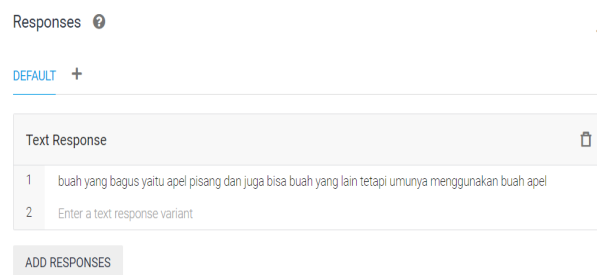 Responses
DEFAULT
Text Response
1 buah yang bagus yaitu apel pisang dan juga bisa buah yang lain tetapi umunya menggunakan buah apel
2 Enter a text response variant
ADD RESPONSES